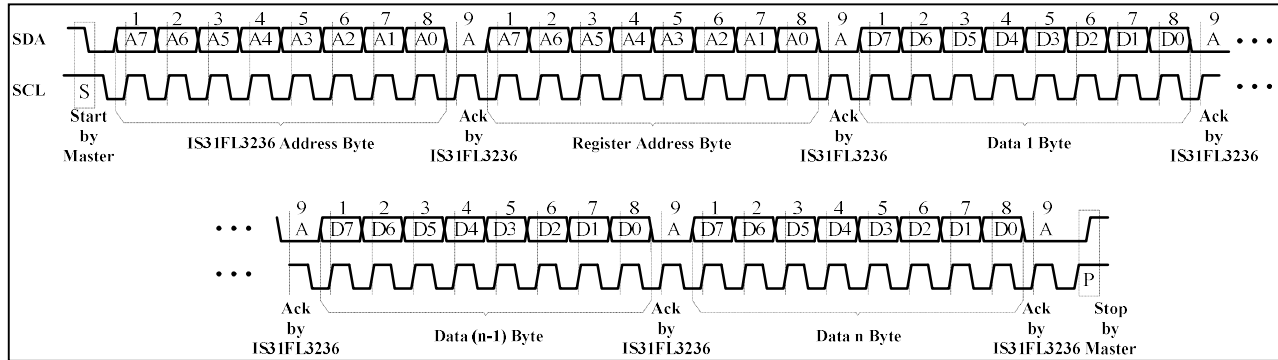 1 2 3 4 5 6 7 8 9 1 2 3 4 5 6 7 8 9 1 2 3 4 5 6 7 8 9
SDA A7 A6 A5 A4 A3 A2 A1 A0 A A7 A6 A5 A4 A3 A2 A1 A0 A D7 D6 D5 D4 D3 D2 D1 D0 A
SCL S
Start by Master
IS31FL3236 Address Byte
Ack by IS31FL3236
Register Address Byte
Ack by IS31FL3236
Data 1 Byte
Ack by IS31FL3236
9 1 2 3 4 5 6 7 8 9 1 2 3 4 5 6 7 8 9
A D7 D6 D5 D4 D3 D2 D1 D0 A D7 D6 D5 D4 D3 D2 D1 D0 A
P
Ack by IS31FL3236
Data (n-1) Byte
Ack by IS31FL3236
Data n Byte
Ack by IS31FL3236
Stop by Master